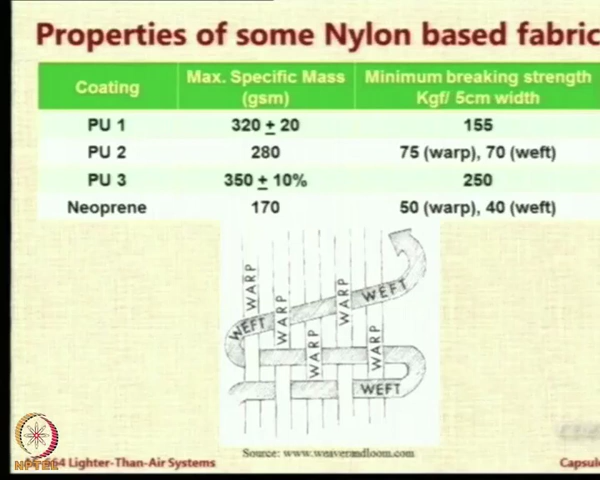 Properties of some Nylon based fabric
Coating Max. Specific Mass (gsm) Minimum breaking strength Kgf/ 5cm width
PU 1 320 ± 20 155
PU 2 280 75 (warp), 70 (weft)
PU 3 350 ± 10% 250
Neoprene 170 50 (warp), 40 (weft)
WARP
WARP
WARP
WARP
WARP
WEFT
WEFT
WEFT
Source: www.weaverandloom.com
NPTEL
664 Lighter-Than-Air Systems
Capsul